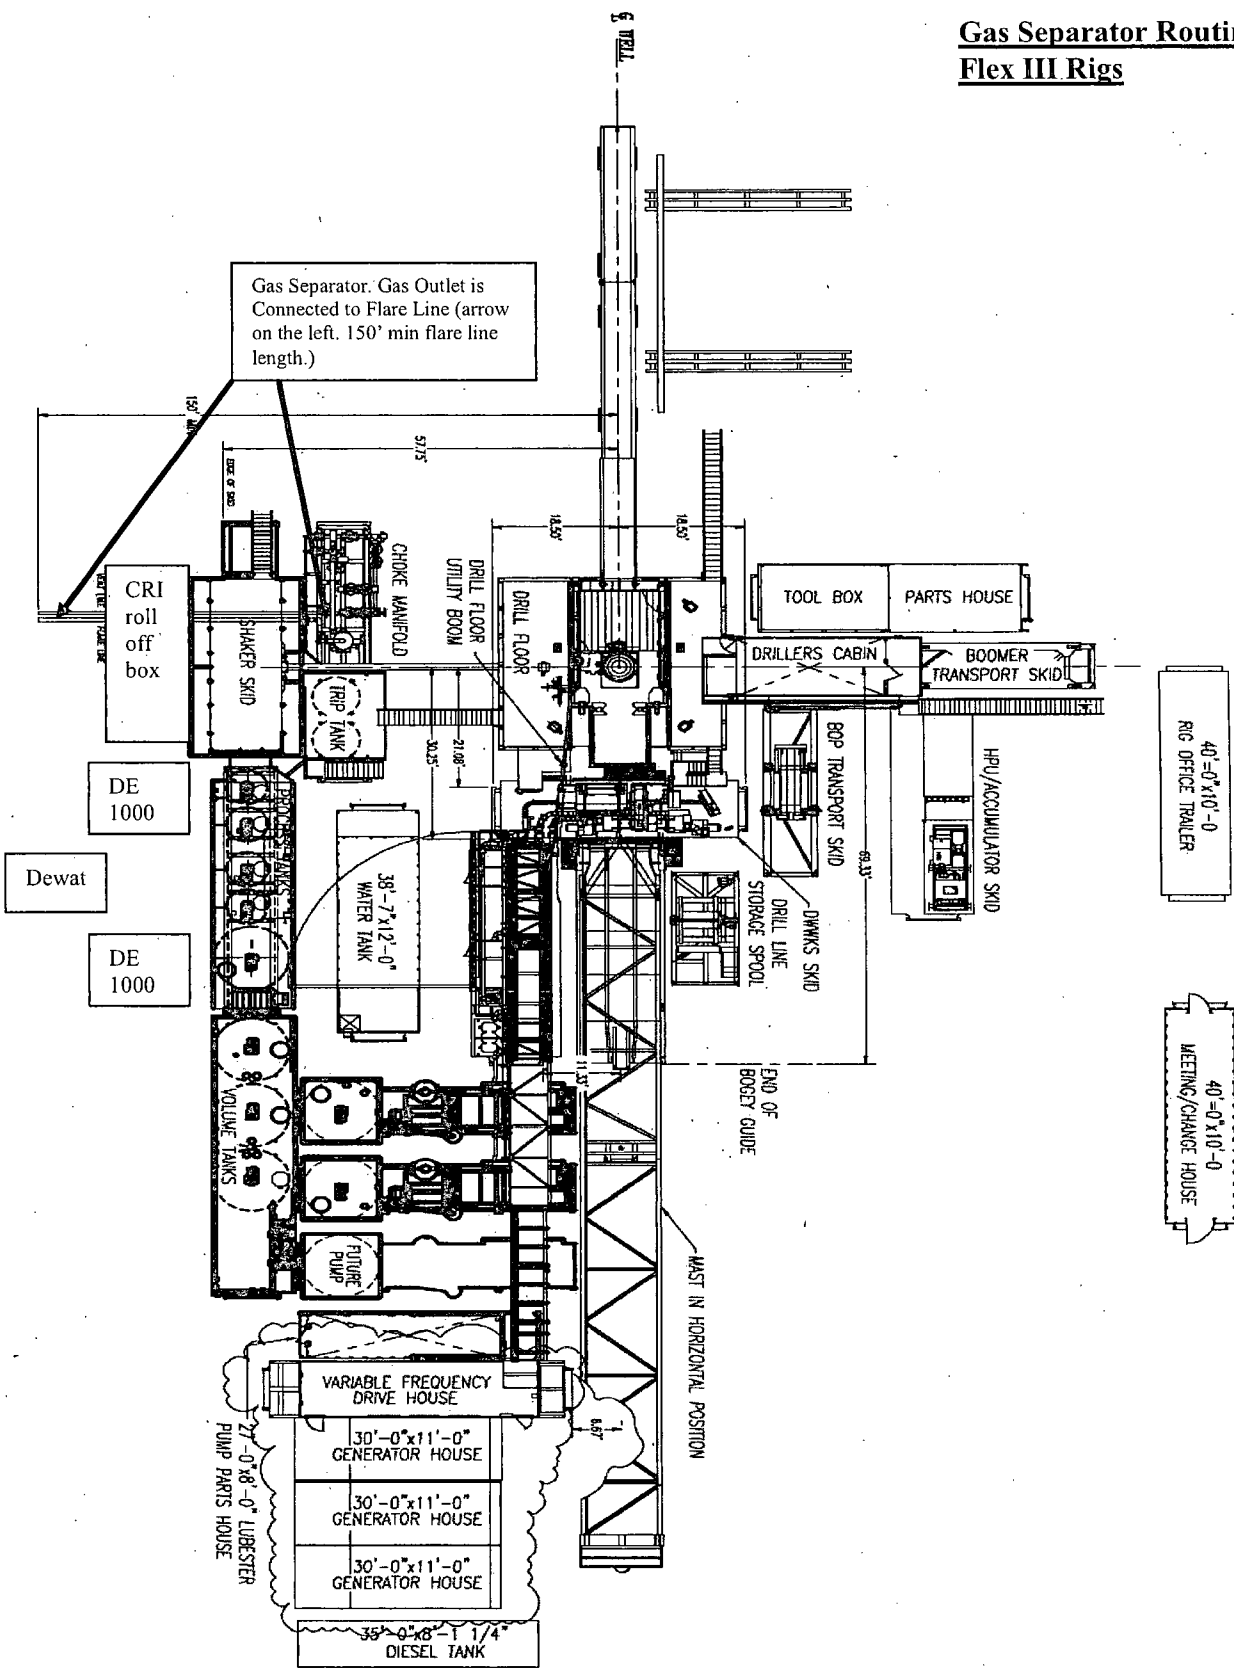 Gas Separator Routin
Flex III Rigs
℄ WELL
Gas Separator. Gas Outlet is
Connected to Flare Line (arrow
on the left. 150' min flare line
length.)
57.75'
EDGE OF SKID
18.50'
18.50'
CHOKE MANIFOLD
DRILL FLOOR
UTILITY BOOM
DRILL FLOOR
TOOL BOX
PARTS HOUSE
DRILLERS CABIN
BOOMER
TRANSPORT SKID
CRI
roll
off
box
SHAKER SKID
TRIP TANK
30.25'
21.08'
BOP TRANSPORT SKID
HPU/ACCUMULATOR SKID
40'-0"x10'-0
RIG OFFICE TRAILER
DE
1000
PROCESS TANKS
Dewat
38'-7"x12'-0"
WATER TANK
DRILL LINE
STORAGE SPOOL
DWWKS SKID
69.33'
DE
1000
VOLUME TANKS
11.33'
END OF
BOGEY GUIDE
40'-0"x10'-0
MEETING/CHANGE HOUSE
FUTURE
PUMP
MAST IN HORIZONTAL POSITION
VARIABLE FREQUENCY
DRIVE HOUSE
27'-0"x8'-0" LUBESTER
PUMP PARTS HOUSE
30'-0"x11'-0"
GENERATOR HOUSE
30'-0"x11'-0"
GENERATOR HOUSE
30'-0"x11'-0"
GENERATOR HOUSE
35'-0"x8'-1 1/4"
DIESEL TANK